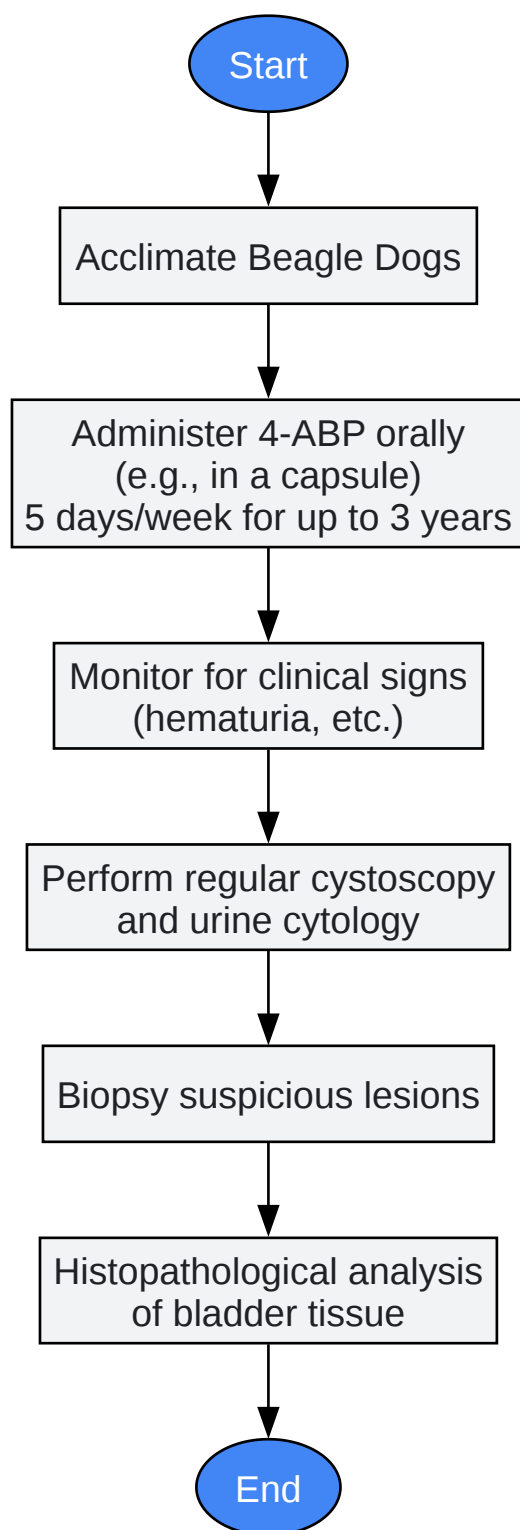 Start
Acclimate Beagle Dogs
Administer 4-ABP orally
(e.g., in a capsule)
5 days/week for up to 3 years
Monitor for clinical signs
(hematuria, etc.)
Perform regular cystoscopy
and urine cytology
Biopsy suspicious lesions
Histopathological analysis
of bladder tissue
End